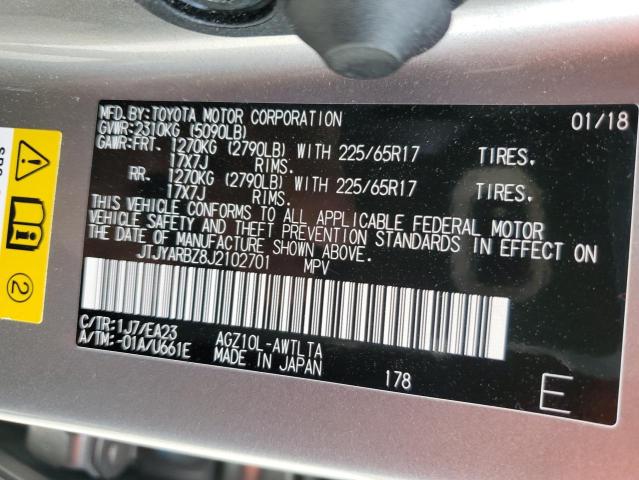 MFD.BY:TOYOTA MOTOR CORPORATION 01/18
GVWR:2310KG (5090LB)
GAWR:FRT. 1270KG (2790LB) WITH 225/65R17 TIRES,
17X7J RIMS.
RR. 1270KG (2790LB) WITH 225/65R17 TIRES,
17X7J RIMS.
THIS VEHICLE CONFORMS TO ALL APPLICABLE FEDERAL MOTOR
VEHICLE SAFETY AND THEFT PREVENTION STANDARDS IN EFFECT ON
THE DATE OF MANUFACTURE SHOWN ABOVE.
JTJYARBZ8J2102701 MPV
C/TR:1J7/EA23 AGZ10L-AWTLTA
A/TM:-01A/U661E MADE IN JAPAN
178
E
2